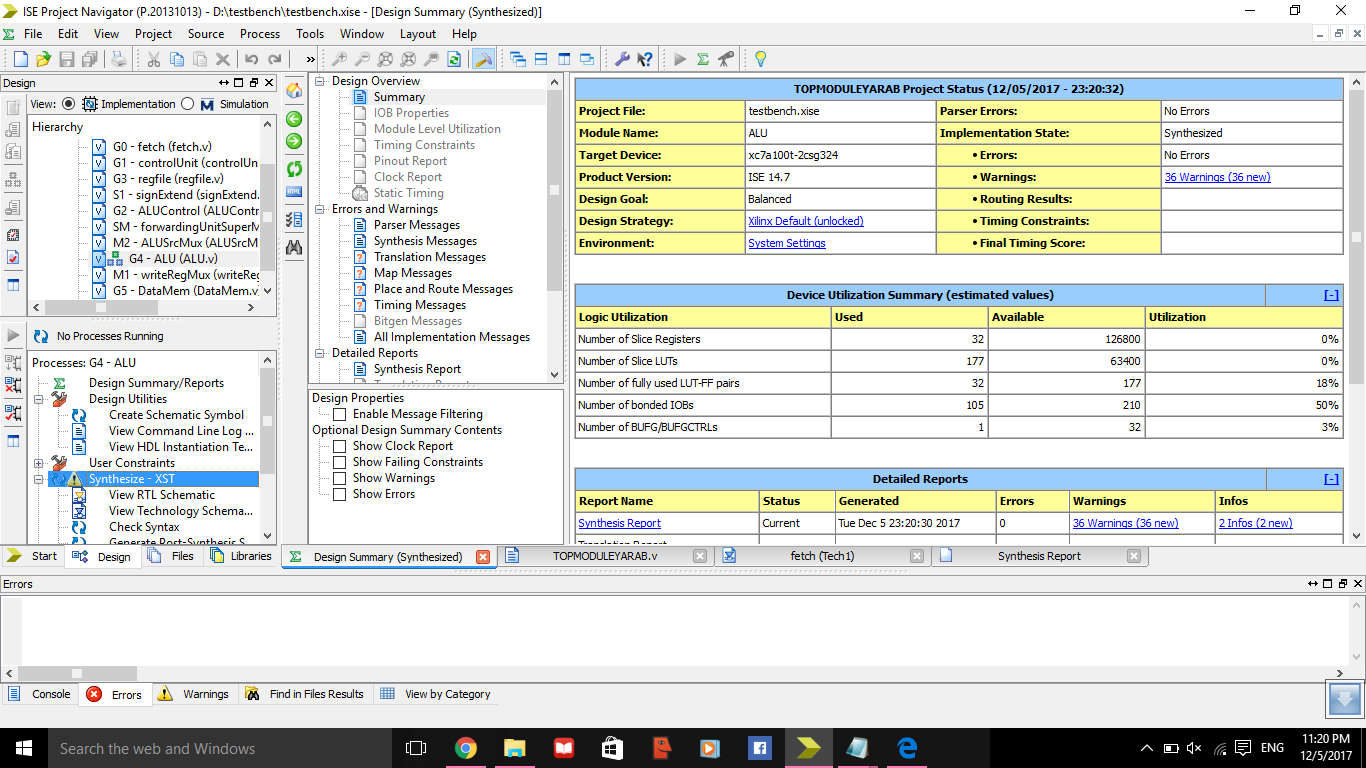 ISE Project Navigator (P.20131013) - D:\testbench\testbench.xise - [Design Summary (Synthesized)]
File Edit View Project Source Process Tools Window Layout Help
Design
View: Implementation Simulation
Hierarchy
G0 - fetch (fetch.v)
G1 - controlUnit (controlUn
G3 - regfile (regfile.v)
S1 - signExtend (signExtend.
G2 - ALUControl (ALUContr
SM - forwardingUnitSuperM
M2 - ALUSrcMux (ALUSrcM
G4 - ALU (ALU.v)
M1 - writeRegMux (writeReg
G5 - DataMem (DataMem.v
No Processes Running
Processes: G4 - ALU
Design Summary/Reports
Design Utilities
Create Schematic Symbol
View Command Line Log ...
View HDL Instantiation Te...
User Constraints
Synthesize - XST
View RTL Schematic
View Technology Schema...
Check Syntax
Generate Post-Synthesis S
Start Design Files Libraries
Design Overview
Summary
IOB Properties
Module Level Utilization
Timing Constraints
Pinout Report
Clock Report
Static Timing
Errors and Warnings
Parser Messages
Synthesis Messages
Translation Messages
Map Messages
Place and Route Messages
Timing Messages
Bitgen Messages
All Implementation Messages
Detailed Reports
Synthesis Report
Design Properties
Enable Message Filtering
Optional Design Summary Contents
Show Clock Report
Show Failing Constraints
Show Warnings
Show Errors
TOPMODULEYARAB Project Status (12/05/2017 - 23:20:32)
Project File: testbench.xise Parser Errors: No Errors
Module Name: ALU Implementation State: Synthesized
Target Device: xc7a100t-2csg324 • Errors: No Errors
Product Version: ISE 14.7 • Warnings: 36 Warnings (36 new)
Design Goal: Balanced • Routing Results:
Design Strategy: Xilinx Default (unlocked) • Timing Constraints:
Environment: System Settings • Final Timing Score:
Device Utilization Summary (estimated values) [-]
Logic Utilization Used Available Utilization
Number of Slice Registers 32 126800 0%
Number of Slice LUTs 177 63400 0%
Number of fully used LUT-FF pairs 32 177 18%
Number of bonded IOBs 105 210 50%
Number of BUFG/BUFGCTRLs 1 32 3%
Detailed Reports [-]
Report Name Status Generated Errors Warnings Infos
Synthesis Report Current Tue Dec 5 23:20:30 2017 0 36 Warnings (36 new) 2 Infos (2 new)
Translation Report
Design Summary (Synthesized) TOPMODULEYARAB.v fetch (Tech1) Synthesis Report
Errors
Console Errors Warnings Find in Files Results View by Category
Search the web and Windows
ENG
11:20 PM
12/5/2017